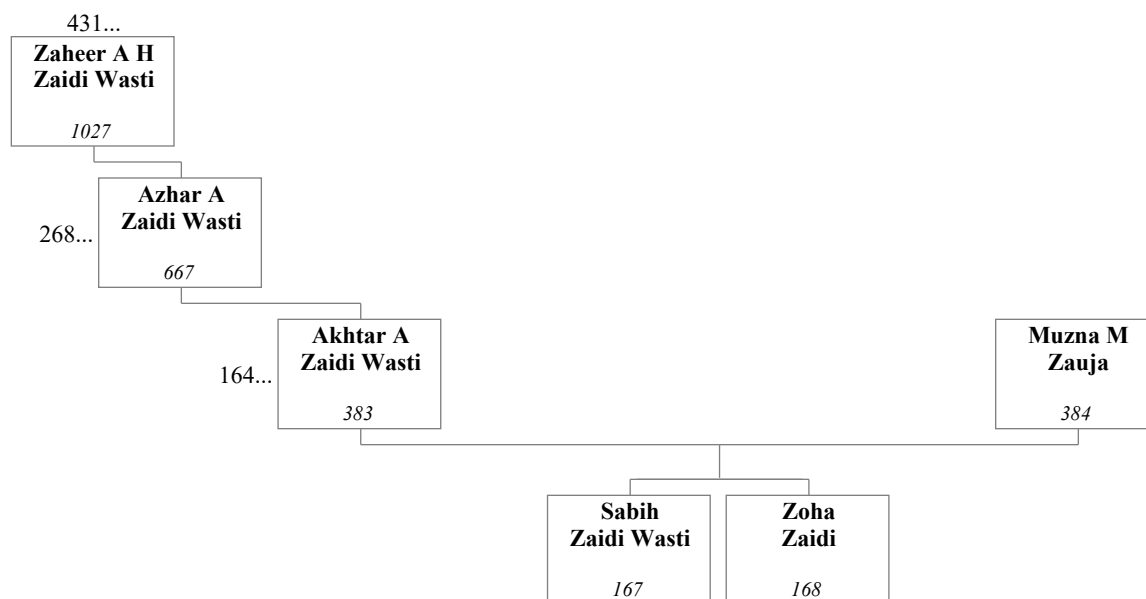 431...
Zaheer A H
Zaidi Wasti
1027
Azhar A
Zaidi Wasti
268...
667
Akhtar A
Zaidi Wasti
164...
383
Muzna M
Zauja
384
Sabih
Zaidi Wasti
167
Zoha
Zaidi
168